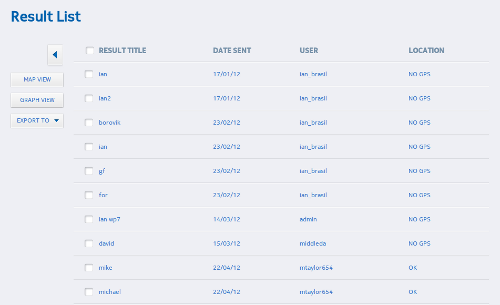 Result List
RESULT TITLE DATE SENT USER LOCATION
ian 17/01/12 ian_brasil NO GPS
MAP VIEW
ian2 17/01/12 ian_brasil NO GPS
GRAPH VIEW
EXPORT TO
borovik 23/02/12 ian_brasil NO GPS
ian 23/02/12 ian_brasil NO GPS
gf 23/02/12 ian_brasil NO GPS
for 23/02/12 ian_brasil NO GPS
ian wp7 14/03/12 admin NO GPS
david 15/03/12 middleda NO GPS
mike 22/04/12 mtaylor654 OK
michael 22/04/12 mtaylor654 OK